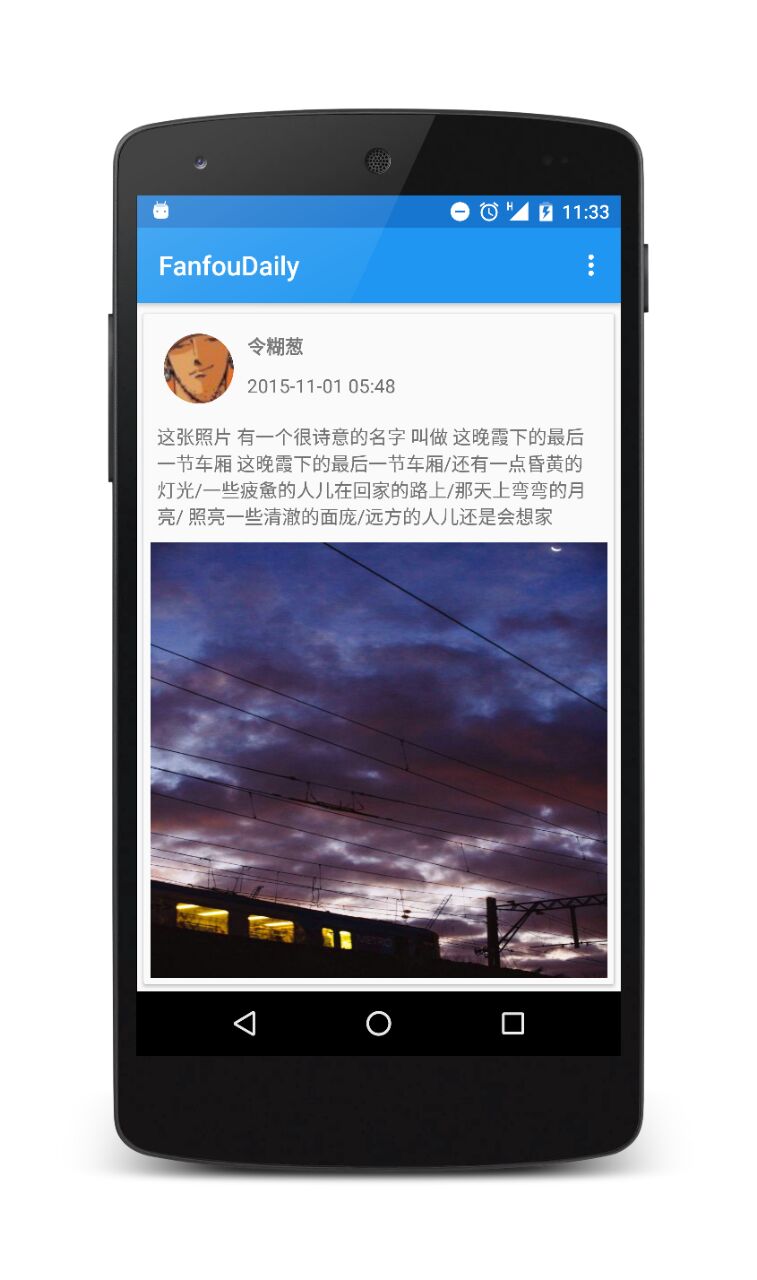 11:33
FanfouDaily
令糊葱
2015-11-01 05:48
这张照片 有一个很诗意的名字 叫做 这晚霞下的最后
一节车厢 这晚霞下的最后一节车厢/还有一点昏黄的
灯光/一些疲惫的人儿在回家的路上/那天上弯弯的月
亮/ 照亮一些清澈的面庞/远方的人儿还是会想家